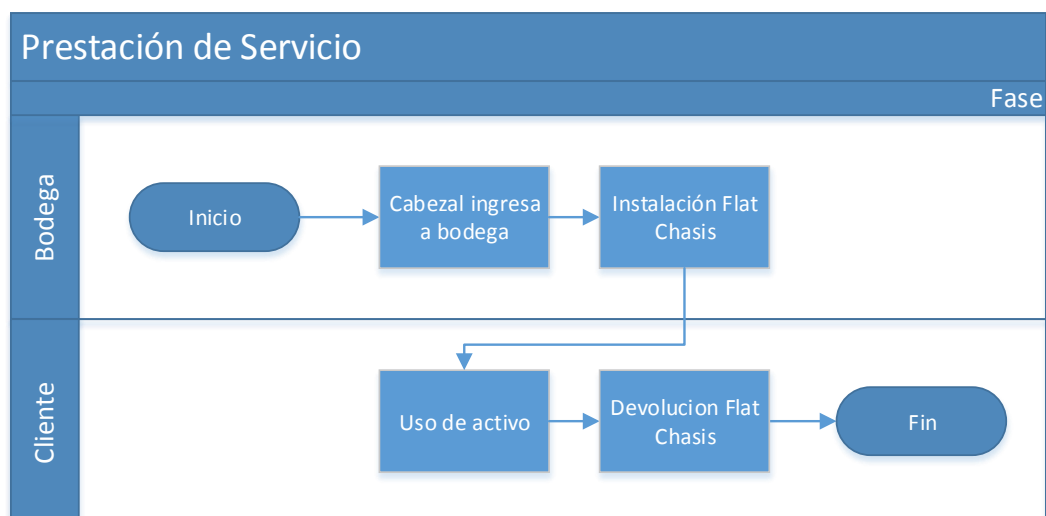 Prestación de Servicio
Fase
Bodega
Inicio
Cabezal ingresa
a bodega
Instalación Flat
Chasis
Cliente
Uso de activo
Devolucion Flat
Chasis
Fin